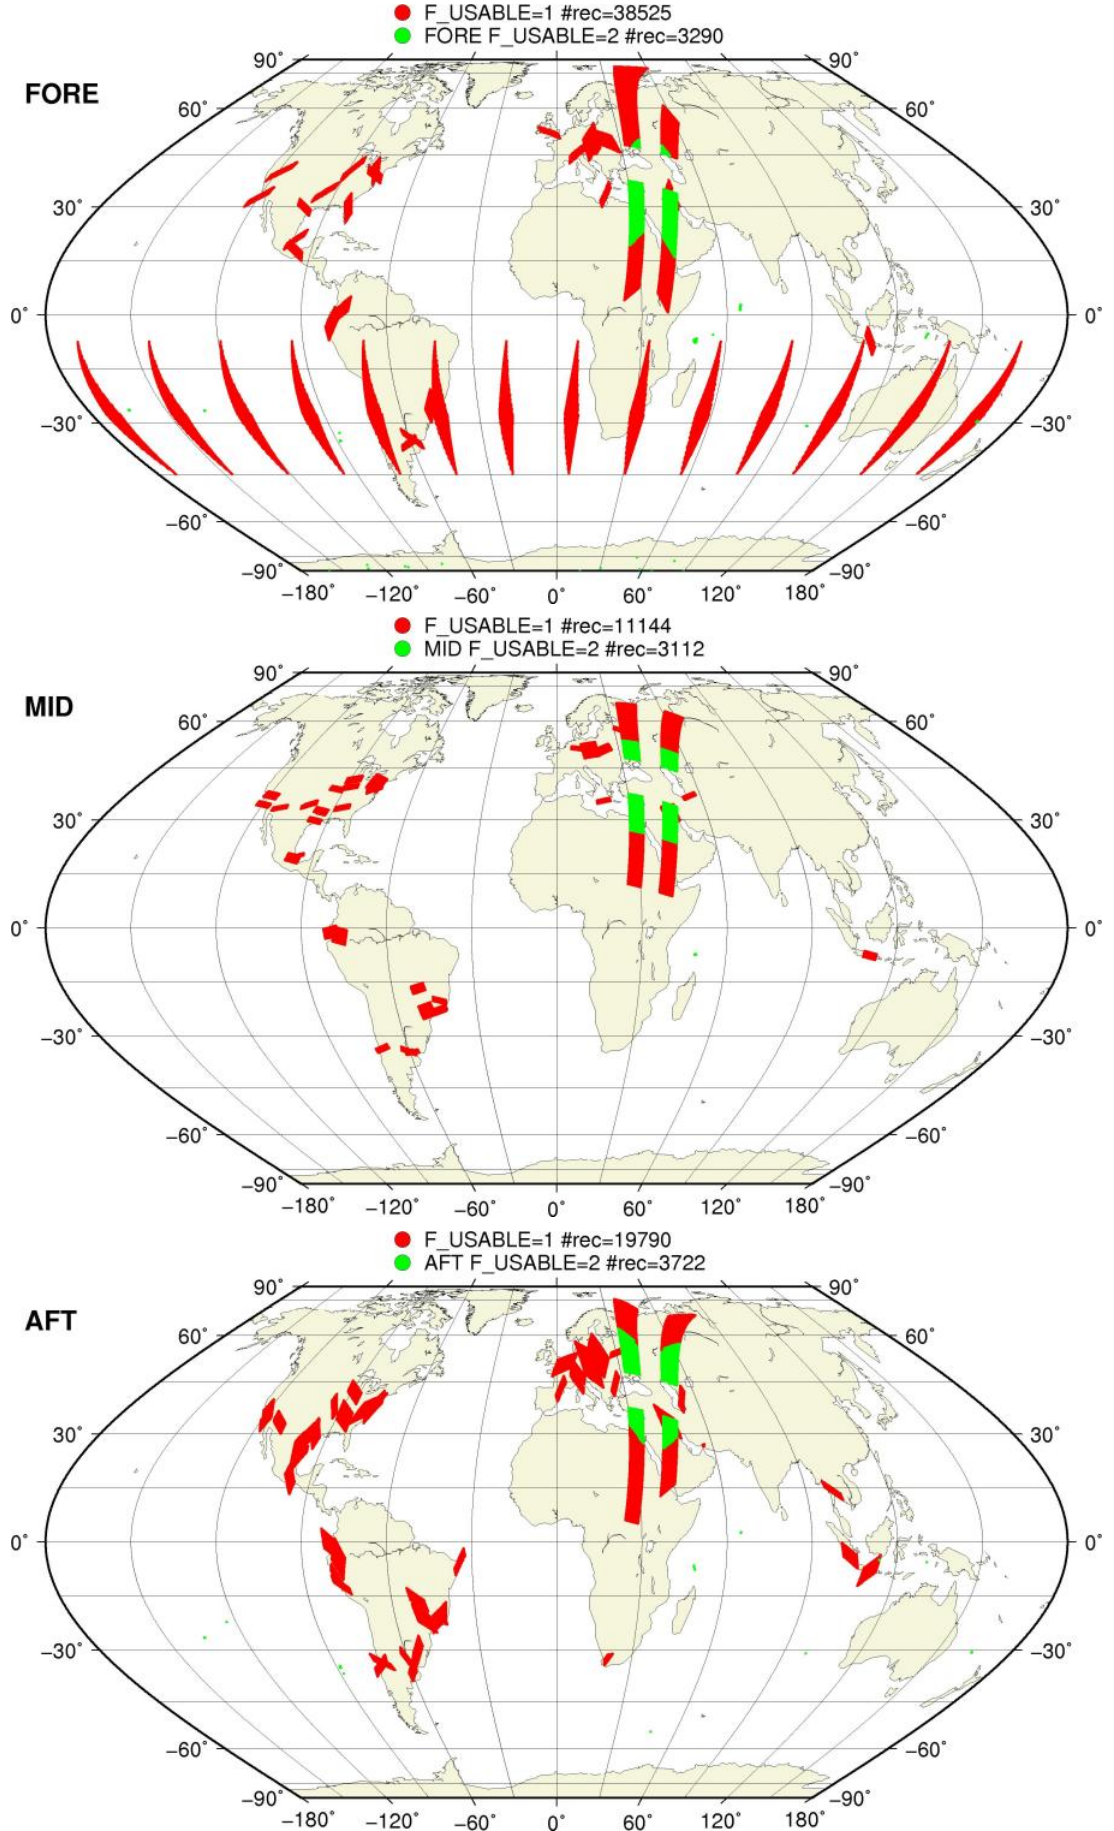 F_USABLE=1 #rec=38525
FORE F_USABLE=2 #rec=3290
FORE
90˚ 90˚
60˚ 60˚
30˚ 30˚
0˚ 0˚
−30˚ −30˚
−60˚ −60˚
−90˚ −90˚
−180˚ −120˚ −60˚ 0˚ 60˚ 120˚ 180˚
F_USABLE=1 #rec=11144
MID F_USABLE=2 #rec=3112
MID
90˚ 90˚
60˚ 60˚
30˚ 30˚
0˚ 0˚
−30˚ −30˚
−60˚ −60˚
−90˚ −90˚
−180˚ −120˚ −60˚ 0˚ 60˚ 120˚ 180˚
F_USABLE=1 #rec=19790
AFT F_USABLE=2 #rec=3722
AFT
90˚ 90˚
60˚ 60˚
30˚ 30˚
0˚ 0˚
−30˚ −30˚
−60˚ −60˚
−90˚ −90˚
−180˚ −120˚ −60˚ 0˚ 60˚ 120˚ 180˚